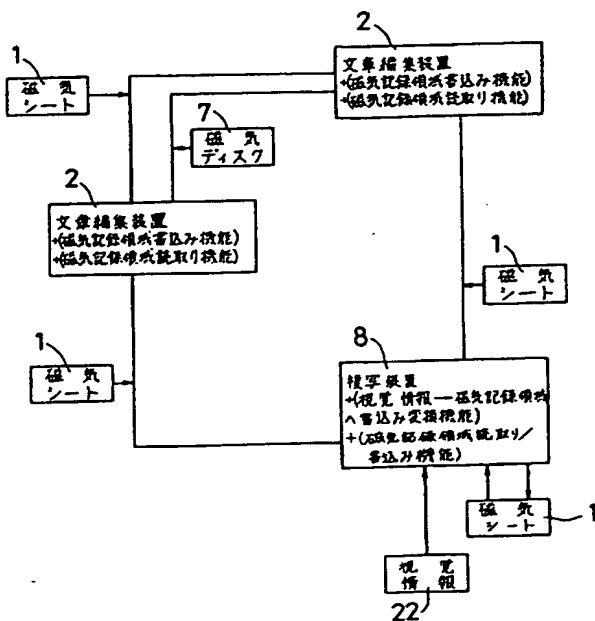 1
磁 気
シート
2
文章編集装置
+(磁気記録領域書込み機能)
+(磁気記録領域読取り機能)
7
磁 気
ディスク
2
文章編集装置
+(磁気記録領域書込み機能)
+(磁気記録領域読取り機能)
1
磁 気
シート
1
磁 気
シート
8
複写装置
+(視覚情報―磁気記録領域
へ書込み変換機能)
+(磁気記録領域読取り/
書込み機能)
磁 気
シート
1
視 覚
情 報
22